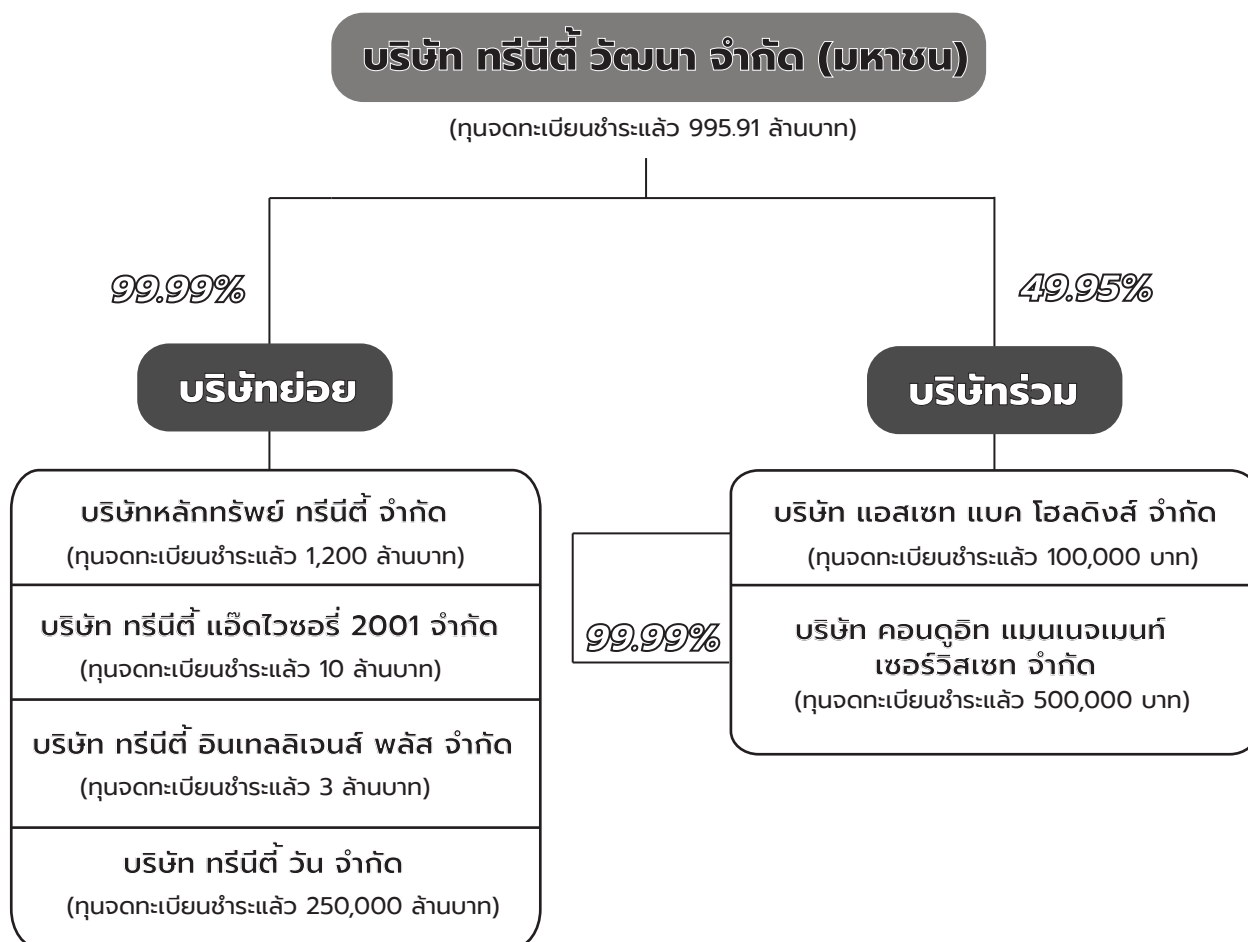 บริษัท ทรีนีตี้ วัฒนา จำกัด (มหาชน)
(ทุนจดทะเบียนชำระแล้ว 995.91 ล้านบาท)
99.99%
49.95%
บริษัทย่อย
บริษัทร่วม
บริษัทหลักทรัพย์ ทรีนีตี้ จำกัด
(ทุนจดทะเบียนชำระแล้ว 1,200 ล้านบาท)
บริษัท ทรีนีตี้ แอ๊ดไวซอรี่ 2001 จำกัด
(ทุนจดทะเบียนชำระแล้ว 10 ล้านบาท)
บริษัท ทรีนีตี้ อินเทลลิเจนส์ พลัส จำกัด
(ทุนจดทะเบียนชำระแล้ว 3 ล้านบาท)
บริษัท ทรีนีตี้ วัน จำกัด
(ทุนจดทะเบียนชำระแล้ว 250,000 ล้านบาท)
บริษัท แอสเซท แบค โฮลดิงส์ จำกัด
(ทุนจดทะเบียนชำระแล้ว 100,000 บาท)
99.99%
บริษัท คอนดูอิท แมนเนจเมนท์
เซอร์วิสเซท จำกัด
(ทุนจดทะเบียนชำระแล้ว 500,000 บาท)